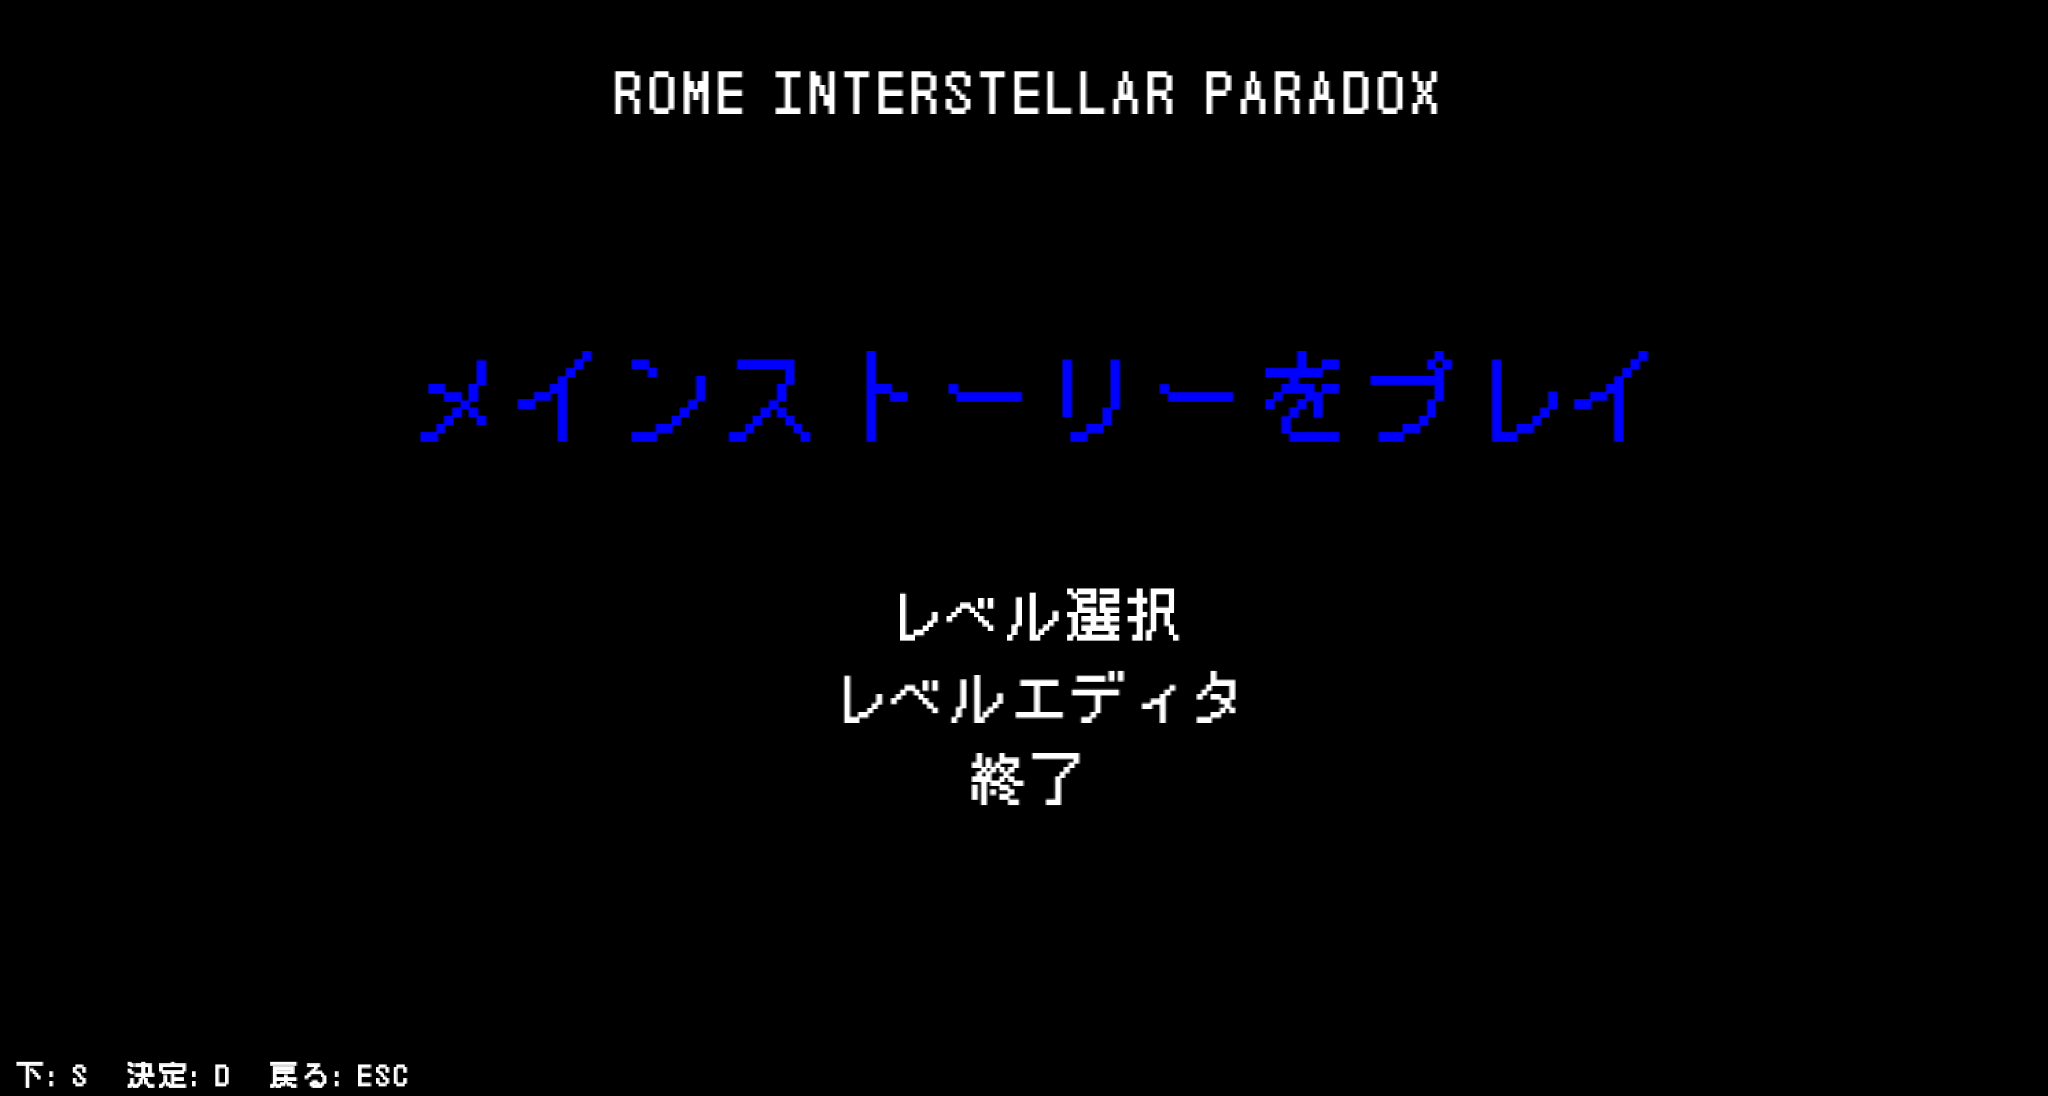 ROME INTERSTELLAR PARADOX
メインストーリーをプレイ
レベル選択
レベルエディタ
終了
下: S 決定: D 戻る: ESC